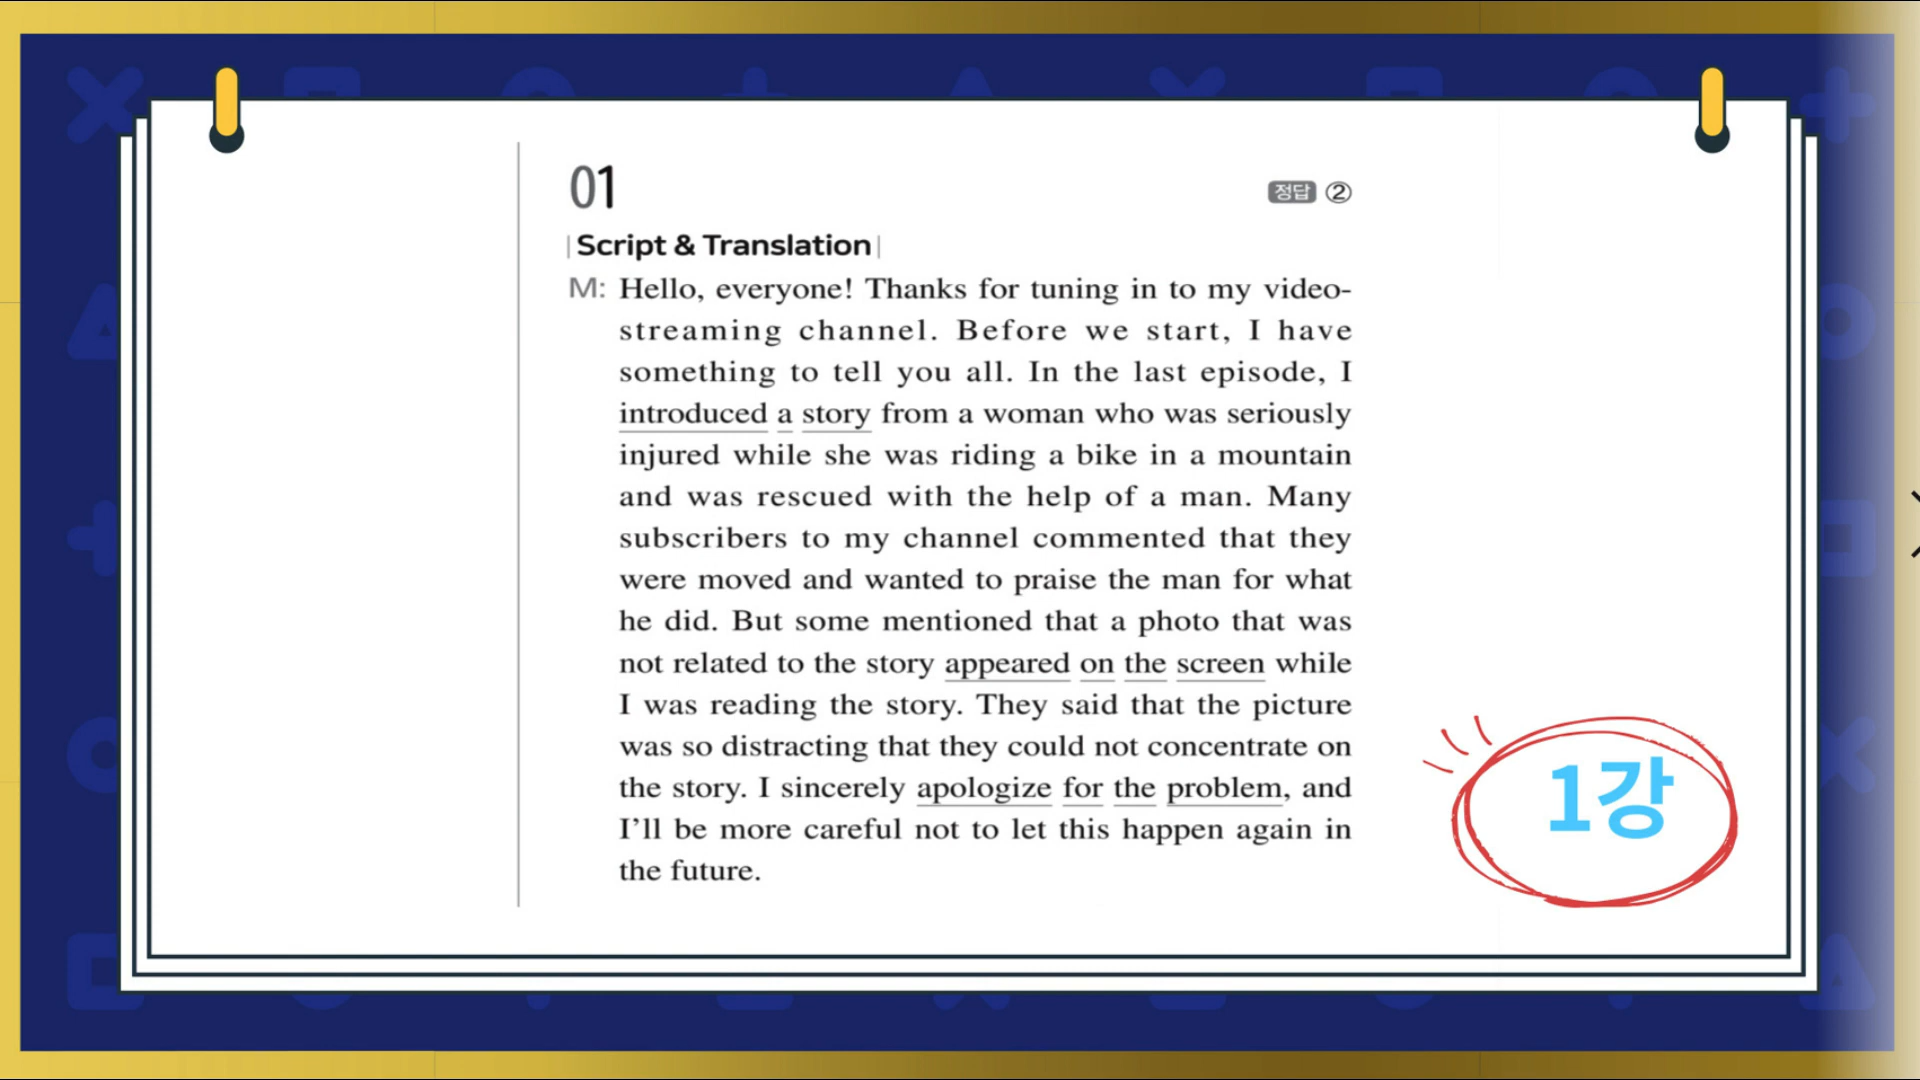 01
정답 ②
Script & Translation
M: Hello, everyone! Thanks for tuning in to my video-
streaming channel. Before we start, I have
something to tell you all. In the last episode, I
introduced a story from a woman who was seriously
injured while she was riding a bike in a mountain
and was rescued with the help of a man. Many
subscribers to my channel commented that they
were moved and wanted to praise the man for what
he did. But some mentioned that a photo that was
not related to the story appeared on the screen while
I was reading the story. They said that the picture
was so distracting that they could not concentrate on
the story. I sincerely apologize for the problem, and
I'll be more careful not to let this happen again in
the future.
1강